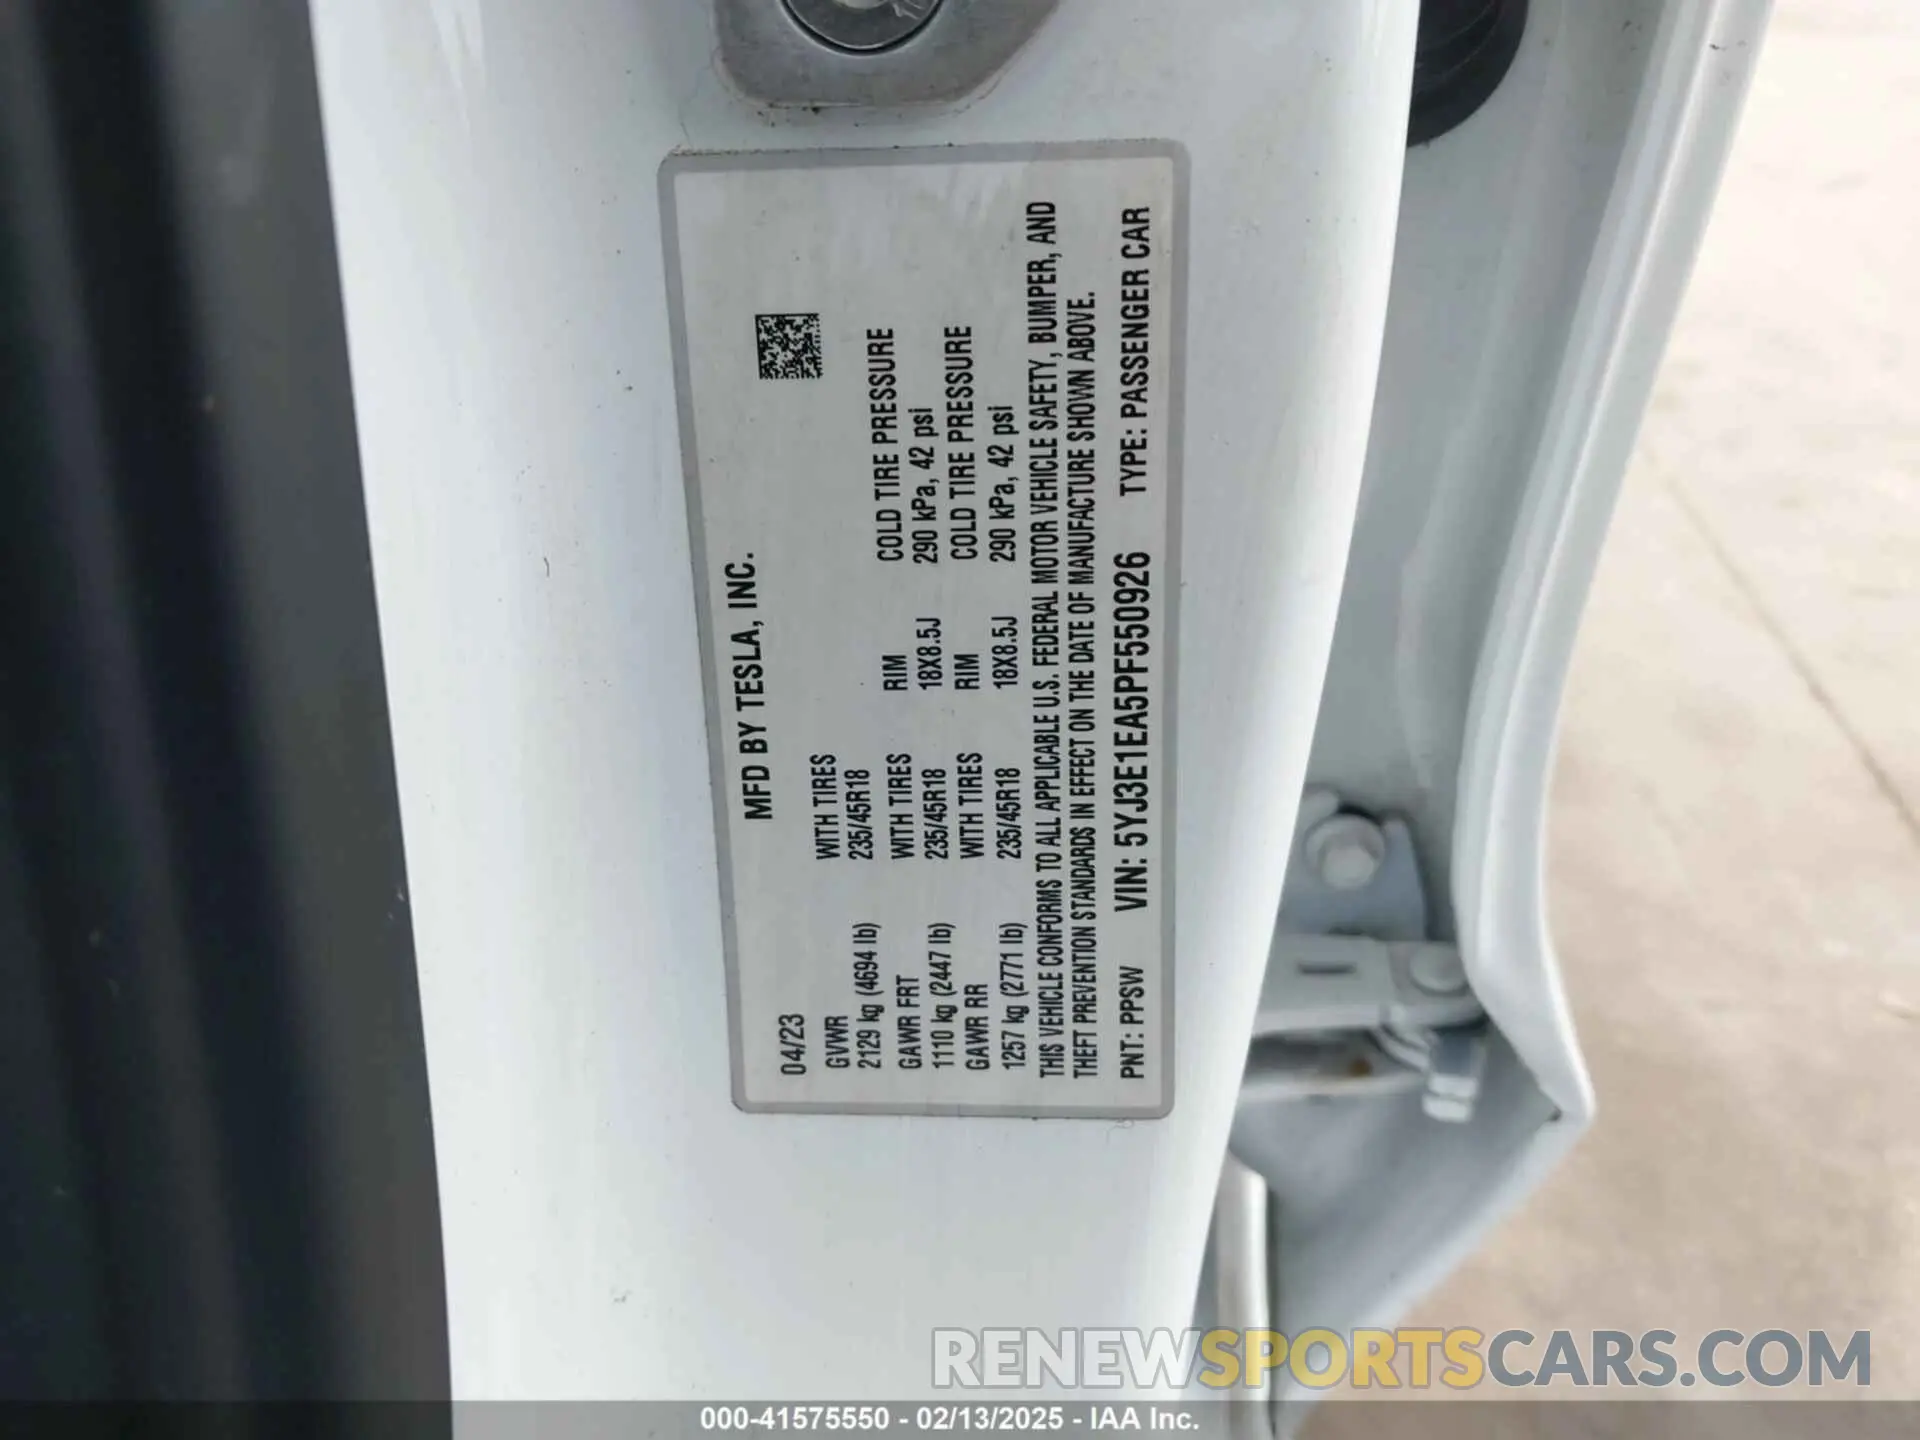 MFD BY TESLA, INC.
04/23
GVWR WITH TIRES
2129 kg (4694 lb) 235/45R18
GAWR FRT WITH TIRES RIM COLD TIRE PRESSURE
1110 kg (2447 lb) 235/45R18 18X8.5J 290 kPa, 42 psi
GAWR RR WITH TIRES RIM COLD TIRE PRESSURE
1257 kg (2771 lb) 235/45R18 18X8.5J 290 kPa, 42 psi
THIS VEHICLE CONFORMS TO ALL APPLICABLE U.S. FEDERAL MOTOR VEHICLE SAFETY, BUMPER, AND
THEFT PREVENTION STANDARDS IN EFFECT ON THE DATE OF MANUFACTURE SHOWN ABOVE.
PNT: PPSW VIN: 5YJ3E1EA5PF550926 TYPE: PASSENGER CAR
RENEWSPORTSCARS.COM
000-41575550 - 02/13/2025 - IAA Inc.